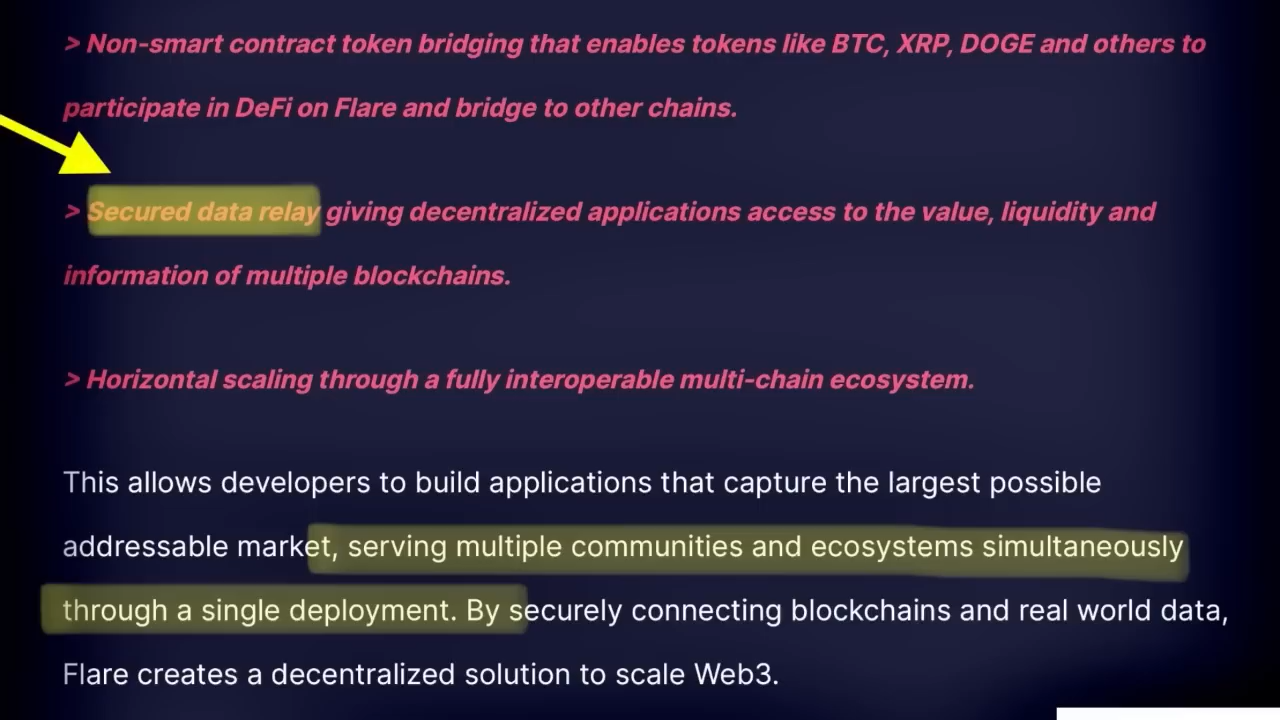 > Non-smart contract token bridging that enables tokens like BTC, XRP, DOGE and others to
participate in DeFi on Flare and bridge to other chains.
> Secured data relay giving decentralized applications access to the value, liquidity and
information of multiple blockchains.
> Horizontal scaling through a fully interoperable multi-chain ecosystem.
This allows developers to build applications that capture the largest possible
addressable market, serving multiple communities and ecosystems simultaneously
through a single deployment. By securely connecting blockchains and real world data,
Flare creates a decentralized solution to scale Web3.